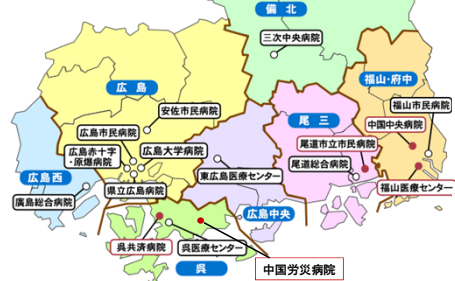 備北
三次中央病院
広島
福山・府中
安佐市民病院
福山市民病院
尾三
広島市民病院
中国中央病院
尾道市立市民病院
広島赤十字
・原爆病院
広島大学病院
尾道総合病院
広島西
東広島医療センター
福山医療センター
県立広島病院
廣島総合病院
広島中央
呉共済病院
呉医療センター
呉
中国労災病院